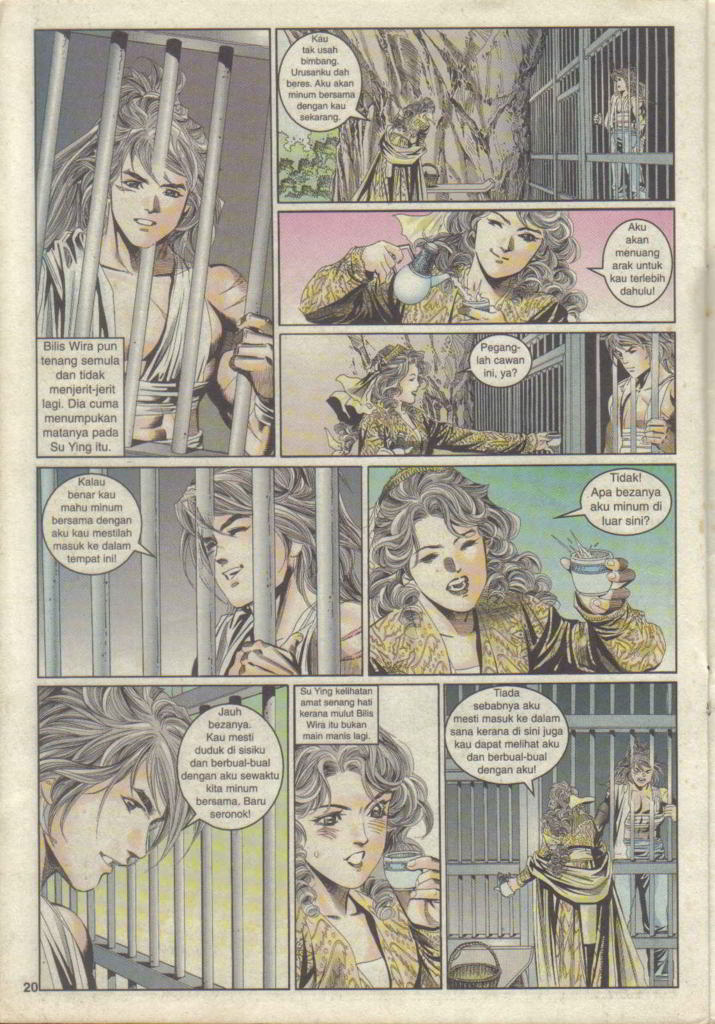 Bilis Wira pun
tenang semula
dan tidak
menjerit-jerit
lagi. Dia cuma
menumpukan
matanya pada
Su Ying itu.
Kau
tak usah
bimbang.
Urusanku dah
beres. Aku akan
minum bersama
dengan kau
sekarang.
Aku
akan
menuang
arak untuk
kau terlebih
dahulu!
Pegang-
lah cawan
ini, ya?
Kalau
benar kau
mahu minum
bersama dengan
aku kau mestilah
masuk ke dalam
tempat ini!
Tidak!
Apa bezanya
aku minum di
luar sini?
Jauh
bezanya.
Kau mesti
duduk di sisiku
dan berbual-bual
dengan aku sewaktu
kita minum
bersama. Baru
seronok!
Su Ying kelihatan
amat senang hati
kerana mulut Bilis
Wira itu bukan
main manis lagi.
Tiada
sebabnya aku
mesti masuk ke dalam
sana kerana di sini juga
kau dapat melihat aku
dan berbual-bual
dengan aku!
20